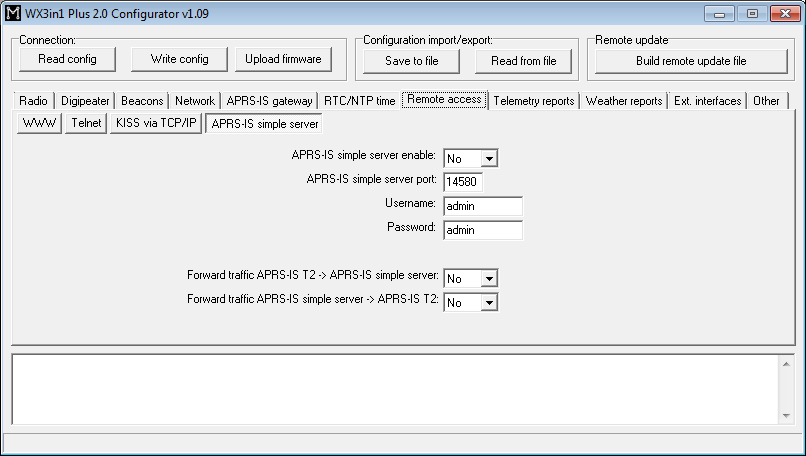 WX3in1 Plus 2.0 Configurator v1.09
Connection: Configuration import/export: Remote update
Read config Write config Upload firmware Save to file Read from file Build remote update file
Radio Digipeater Beacons Network APRS-IS gateway RTC/NTP time Remote access Telemetry reports Weather reports Ext. interfaces Other
WWW Telnet KISS via TCP/IP APRS-IS simple server
APRS-IS simple server enable: No
APRS-IS simple server port: 14580
Username: admin
Password: admin
Forward traffic APRS-IS T2 -> APRS-IS simple server: No
Forward traffic APRS-IS simple server -> APRS-IS T2: No